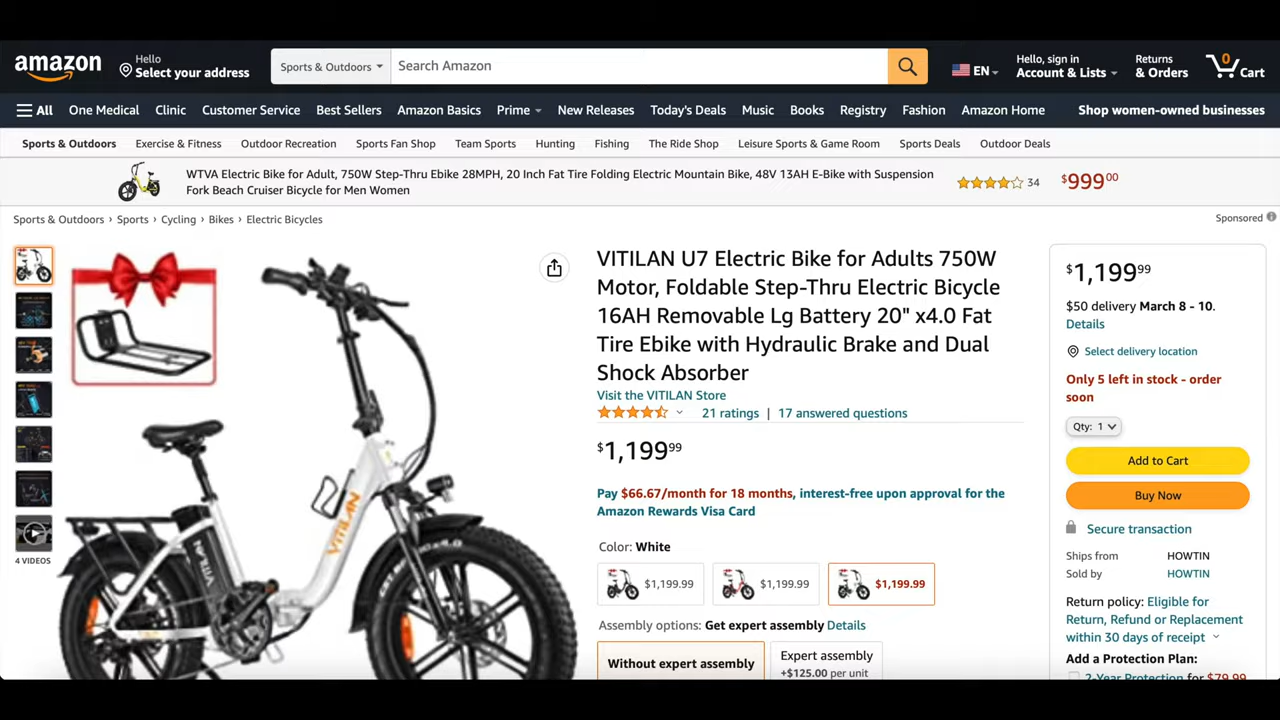 amazon
Hello
Select your address
Sports & Outdoors
Search Amazon
EN
Hello, sign in
Account & Lists
Returns
& Orders
0
Cart
All
One Medical
Clinic
Customer Service
Best Sellers
Amazon Basics
Prime
New Releases
Today's Deals
Music
Books
Registry
Fashion
Amazon Home
Shop women-owned businesses
Sports & Outdoors
Exercise & Fitness
Outdoor Recreation
Sports Fan Shop
Team Sports
Hunting
Fishing
The Ride Shop
Leisure Sports & Game Room
Sports Deals
Outdoor Deals
WTVA Electric Bike for Adult, 750W Step-Thru Ebike 28MPH, 20 Inch Fat Tire Folding Electric Mountain Bike, 48V 13AH E-Bike with Suspension
Fork Beach Cruiser Bicycle for Men Women
34
$99900
Sports & Outdoors › Sports › Cycling › Bikes › Electric Bicycles
Sponsored
VITILAN U7 Electric Bike for Adults 750W
Motor, Foldable Step-Thru Electric Bicycle
16AH Removable Lg Battery 20" x4.0 Fat
Tire Ebike with Hydraulic Brake and Dual
Shock Absorber
Visit the VITILAN Store
21 ratings | 17 answered questions
$1,19999
Pay $66.67/month for 18 months, interest-free upon approval for the
Amazon Rewards Visa Card
Color: White
$1,199.99
$1,199.99
$1,199.99
Assembly options: Get expert assembly Details
Without expert assembly
Expert assembly
+$125.00 per unit
4 VIDEOS
VITILAN
VITILAN
$1,19999
$50 delivery March 8 - 10.
Details
Select delivery location
Only 5 left in stock - order
soon
Qty: 1
Add to Cart
Buy Now
Secure transaction
Ships from HOWTIN
Sold by HOWTIN
Return policy: Eligible for
Return, Refund or Replacement
within 30 days of receipt
Add a Protection Plan:
2-Year Protection for $79.99